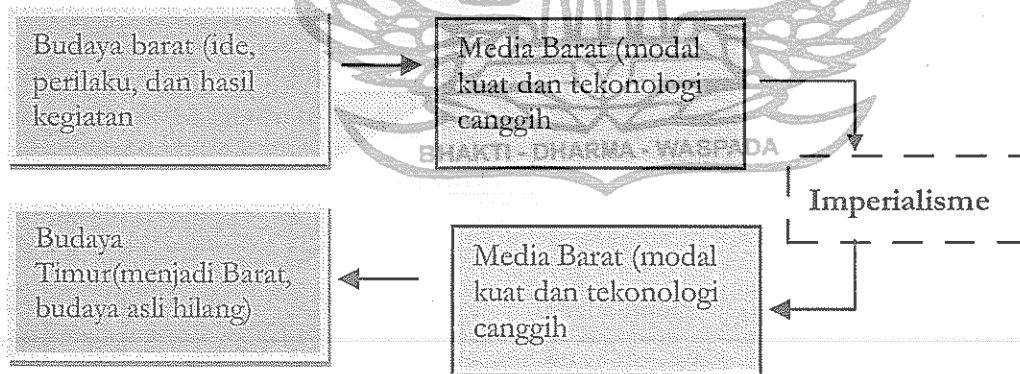 Budaya barat (ide,
perilaku, dan hasil
kegiatan
Media Barat (modal
kuat dan tekonologi
canggih
BHAKTI - DHARMA - WASPADA
Imperialisme
Media Barat (modal
kuat dan tekonologi
canggih
Budaya
Timur(menjadi Barat,
budaya asli hilang)